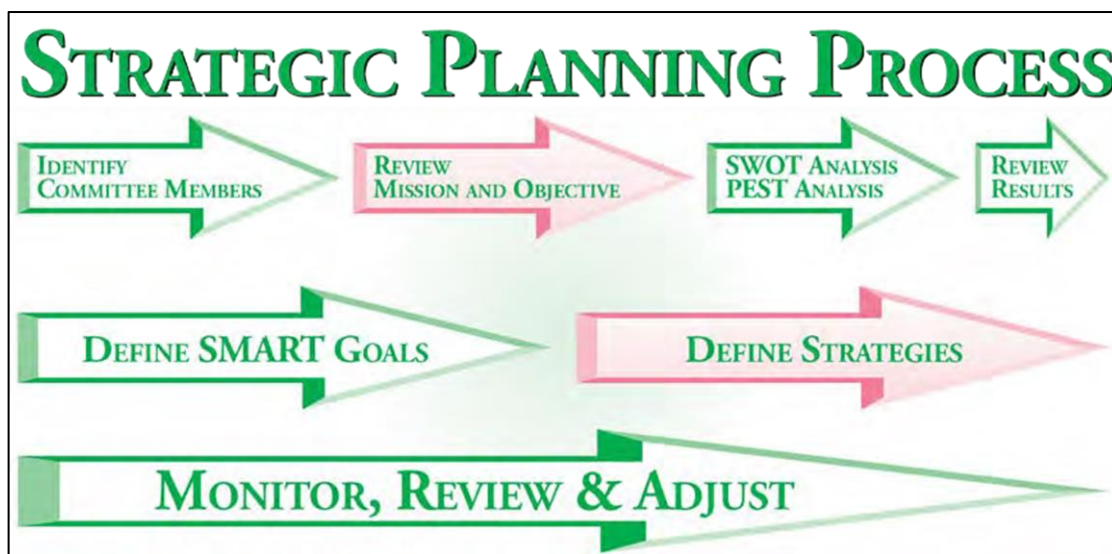 STRATEGIC PLANNING PROCESS
IDENTIFY
COMMITTEE MEMBERS
REVIEW
MISSION AND OBJECTIVE
SWOT ANALYSIS
PEST ANALYSIS
REVIEW
RESULTS
DEFINE SMART GOALS
DEFINE STRATEGIES
MONITOR, REVIEW & ADJUST